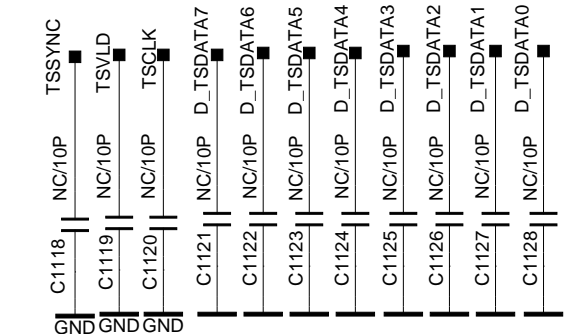 TSSYNC
TSVLD
TSCLK
D_TSDATA7
D_TSDATA6
D_TSDATA5
D_TSDATA4
D_TSDATA3
D_TSDATA2
D_TSDATA1
D_TSDATA0
NC/10P
NC/10P
NC/10P
NC/10P
NC/10P
NC/10P
NC/10P
NC/10P
NC/10P
NC/10P
NC/10P
C1118
C1119
C1120
C1121
C1122
C1123
C1124
C1125
C1126
C1127
C1128
GND
GND
GND